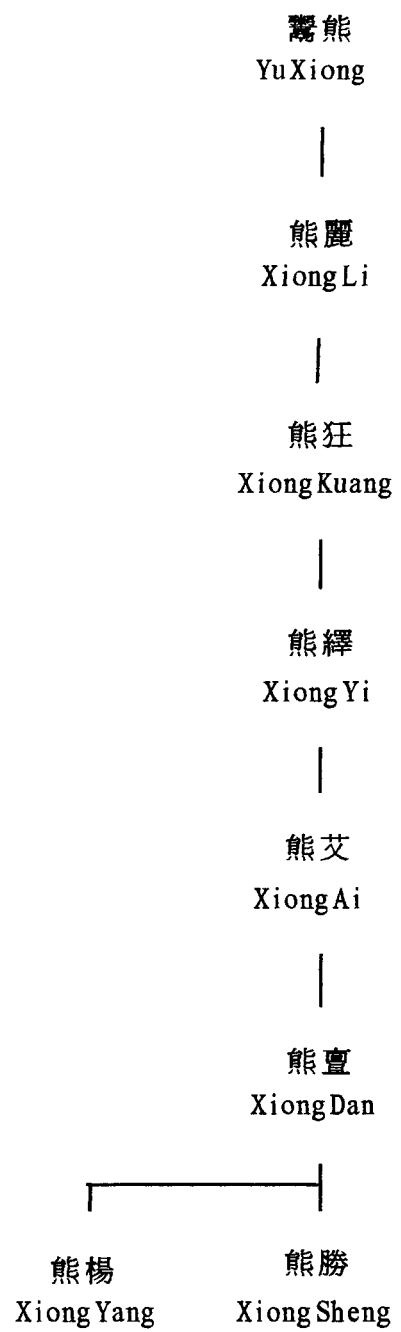 鬻熊
Yu Xiong
熊麗
Xiong Li
熊狂
Xiong Kuang
熊繹
Xiong Yi
熊艾
Xiong Ai
熊亶
Xiong Dan
熊楊
Xiong Yang
熊勝
Xiong Sheng